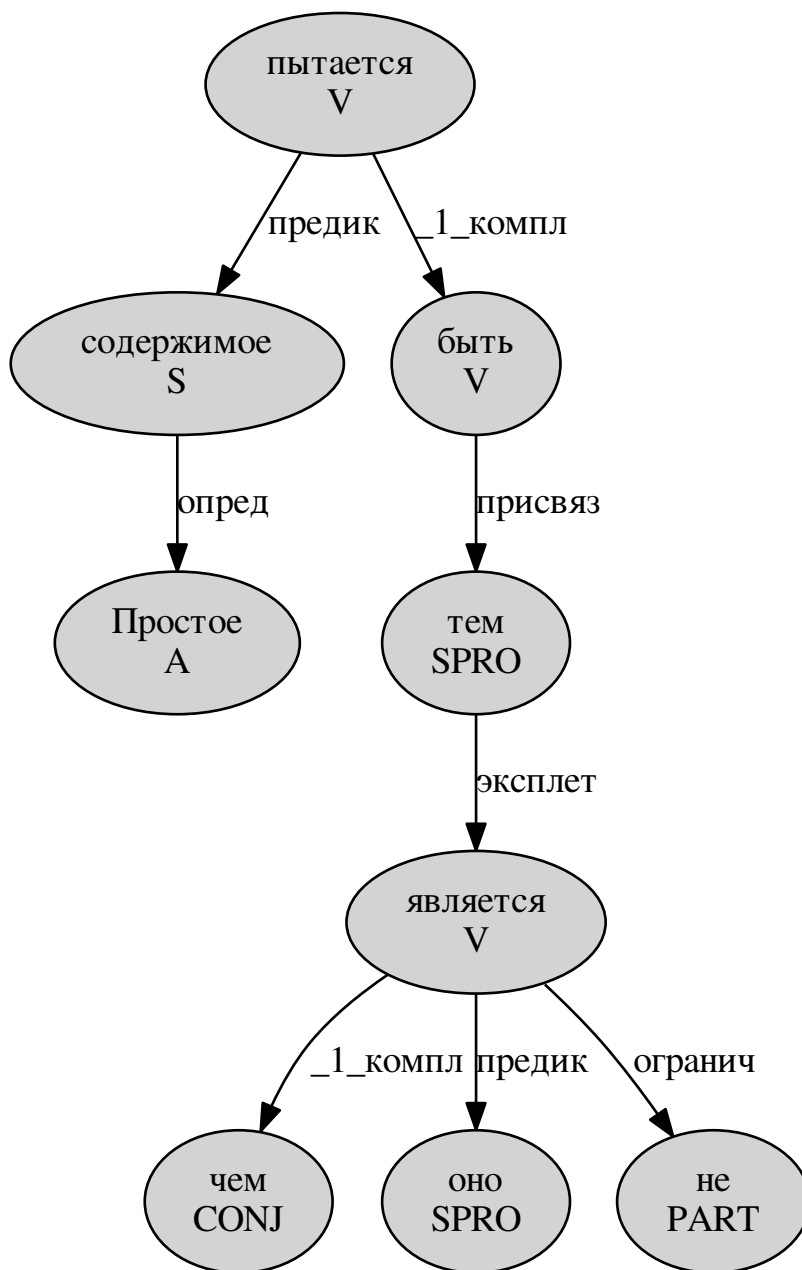 пытается
V
предик
_1_компл
содержимое
S
быть
V
опред
присвяз
Простое
A
тем
SPRO
эксплет
является
V
_1_компл
предик
огранич
чем
CONJ
оно
SPRO
не
PART